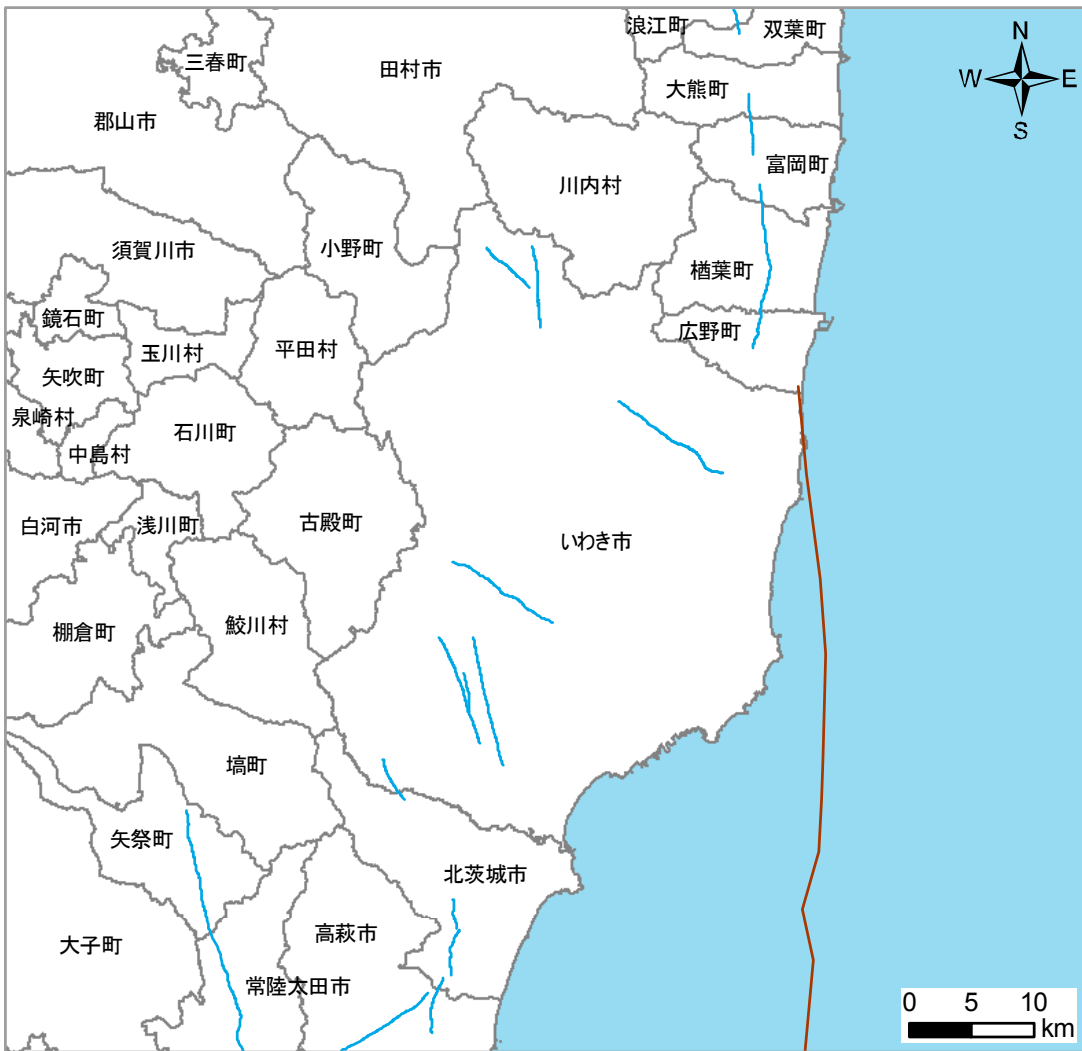 浪江町
双葉町
三春町
田村市
大熊町
N
W
E
S
郡山市
富岡町
川内村
須賀川市
小野町
楢葉町
鏡石町
広野町
玉川村
平田村
矢吹町
泉崎村
石川町
中島村
白河市
浅川町
古殿町
いわき市
棚倉町
鮫川村
塙町
矢祭町
北茨城市
大子町
高萩市
常陸太田市
0 5 10
km